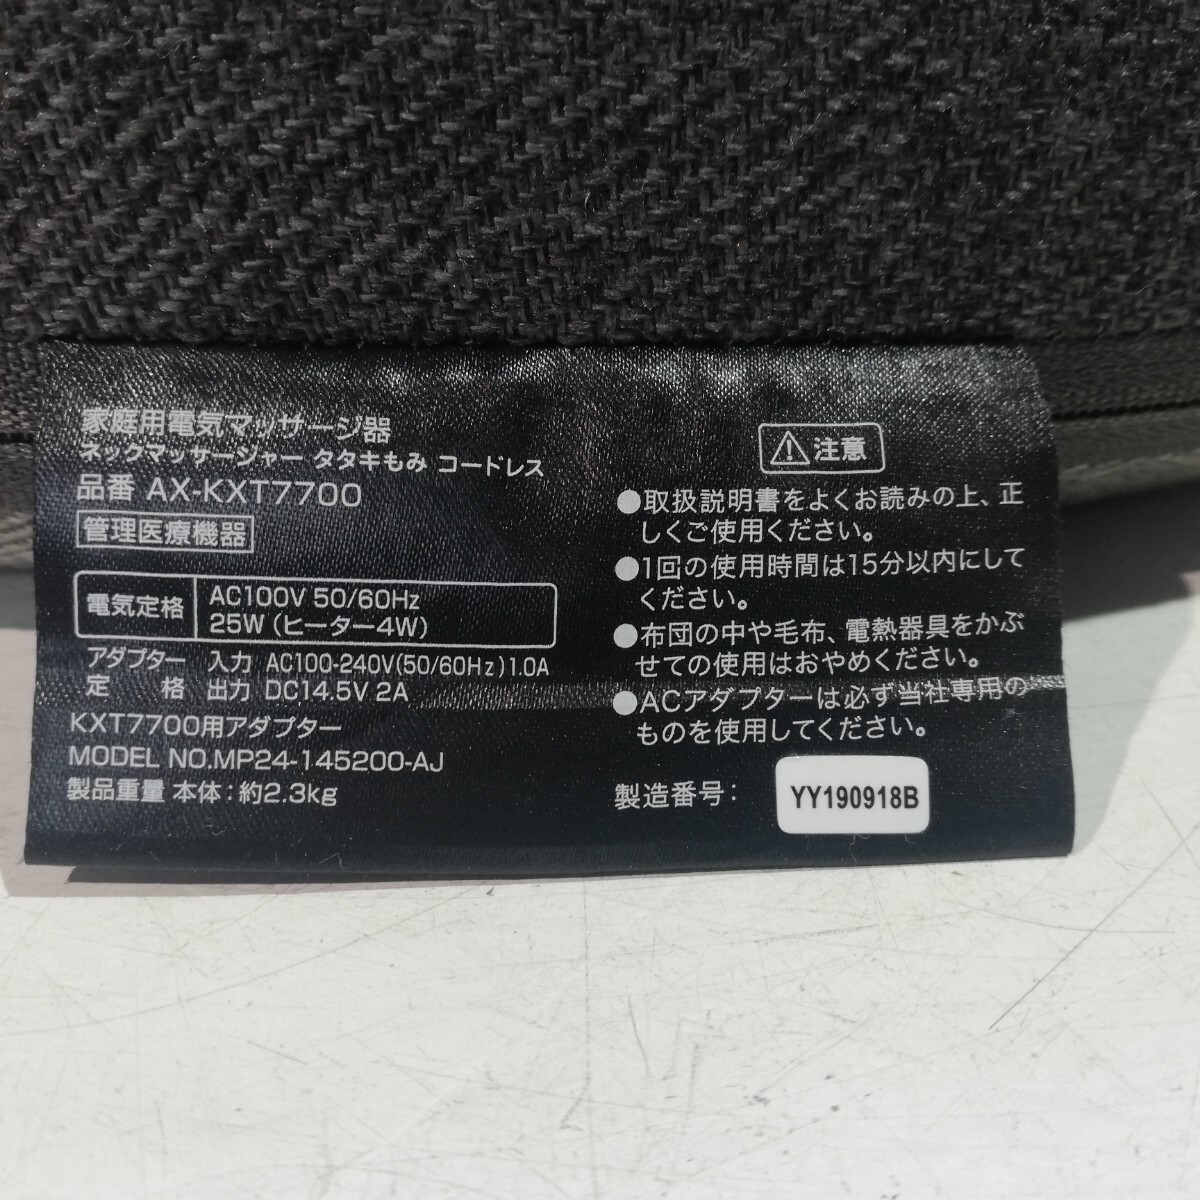 家庭用電気マッサージ器
ネックマッサージャー タタキもみ コードレス
品番 AX-KXT7700
管理医療機器
電気定格
AC100V 50/60Hz
25W (ヒーター4W)
アダプター 入力 AC100-240V(50/60Hz)1.0A
定格 出力 DC14.5V 2A
KXT7700用アダプター
MODEL NO.MP24-145200-AJ
製品重量 本体:約2.3kg
注意
●取扱説明書をよくお読みの上、正
しくご使用ください。
●1回の使用時間は15分以内にして
ください。
●布団の中や毛布、電熱器具をかぶ
せての使用はおやめください。
●ACアダプターは必ず当社専用の
ものを使用してください。
製造番号: YY190918B